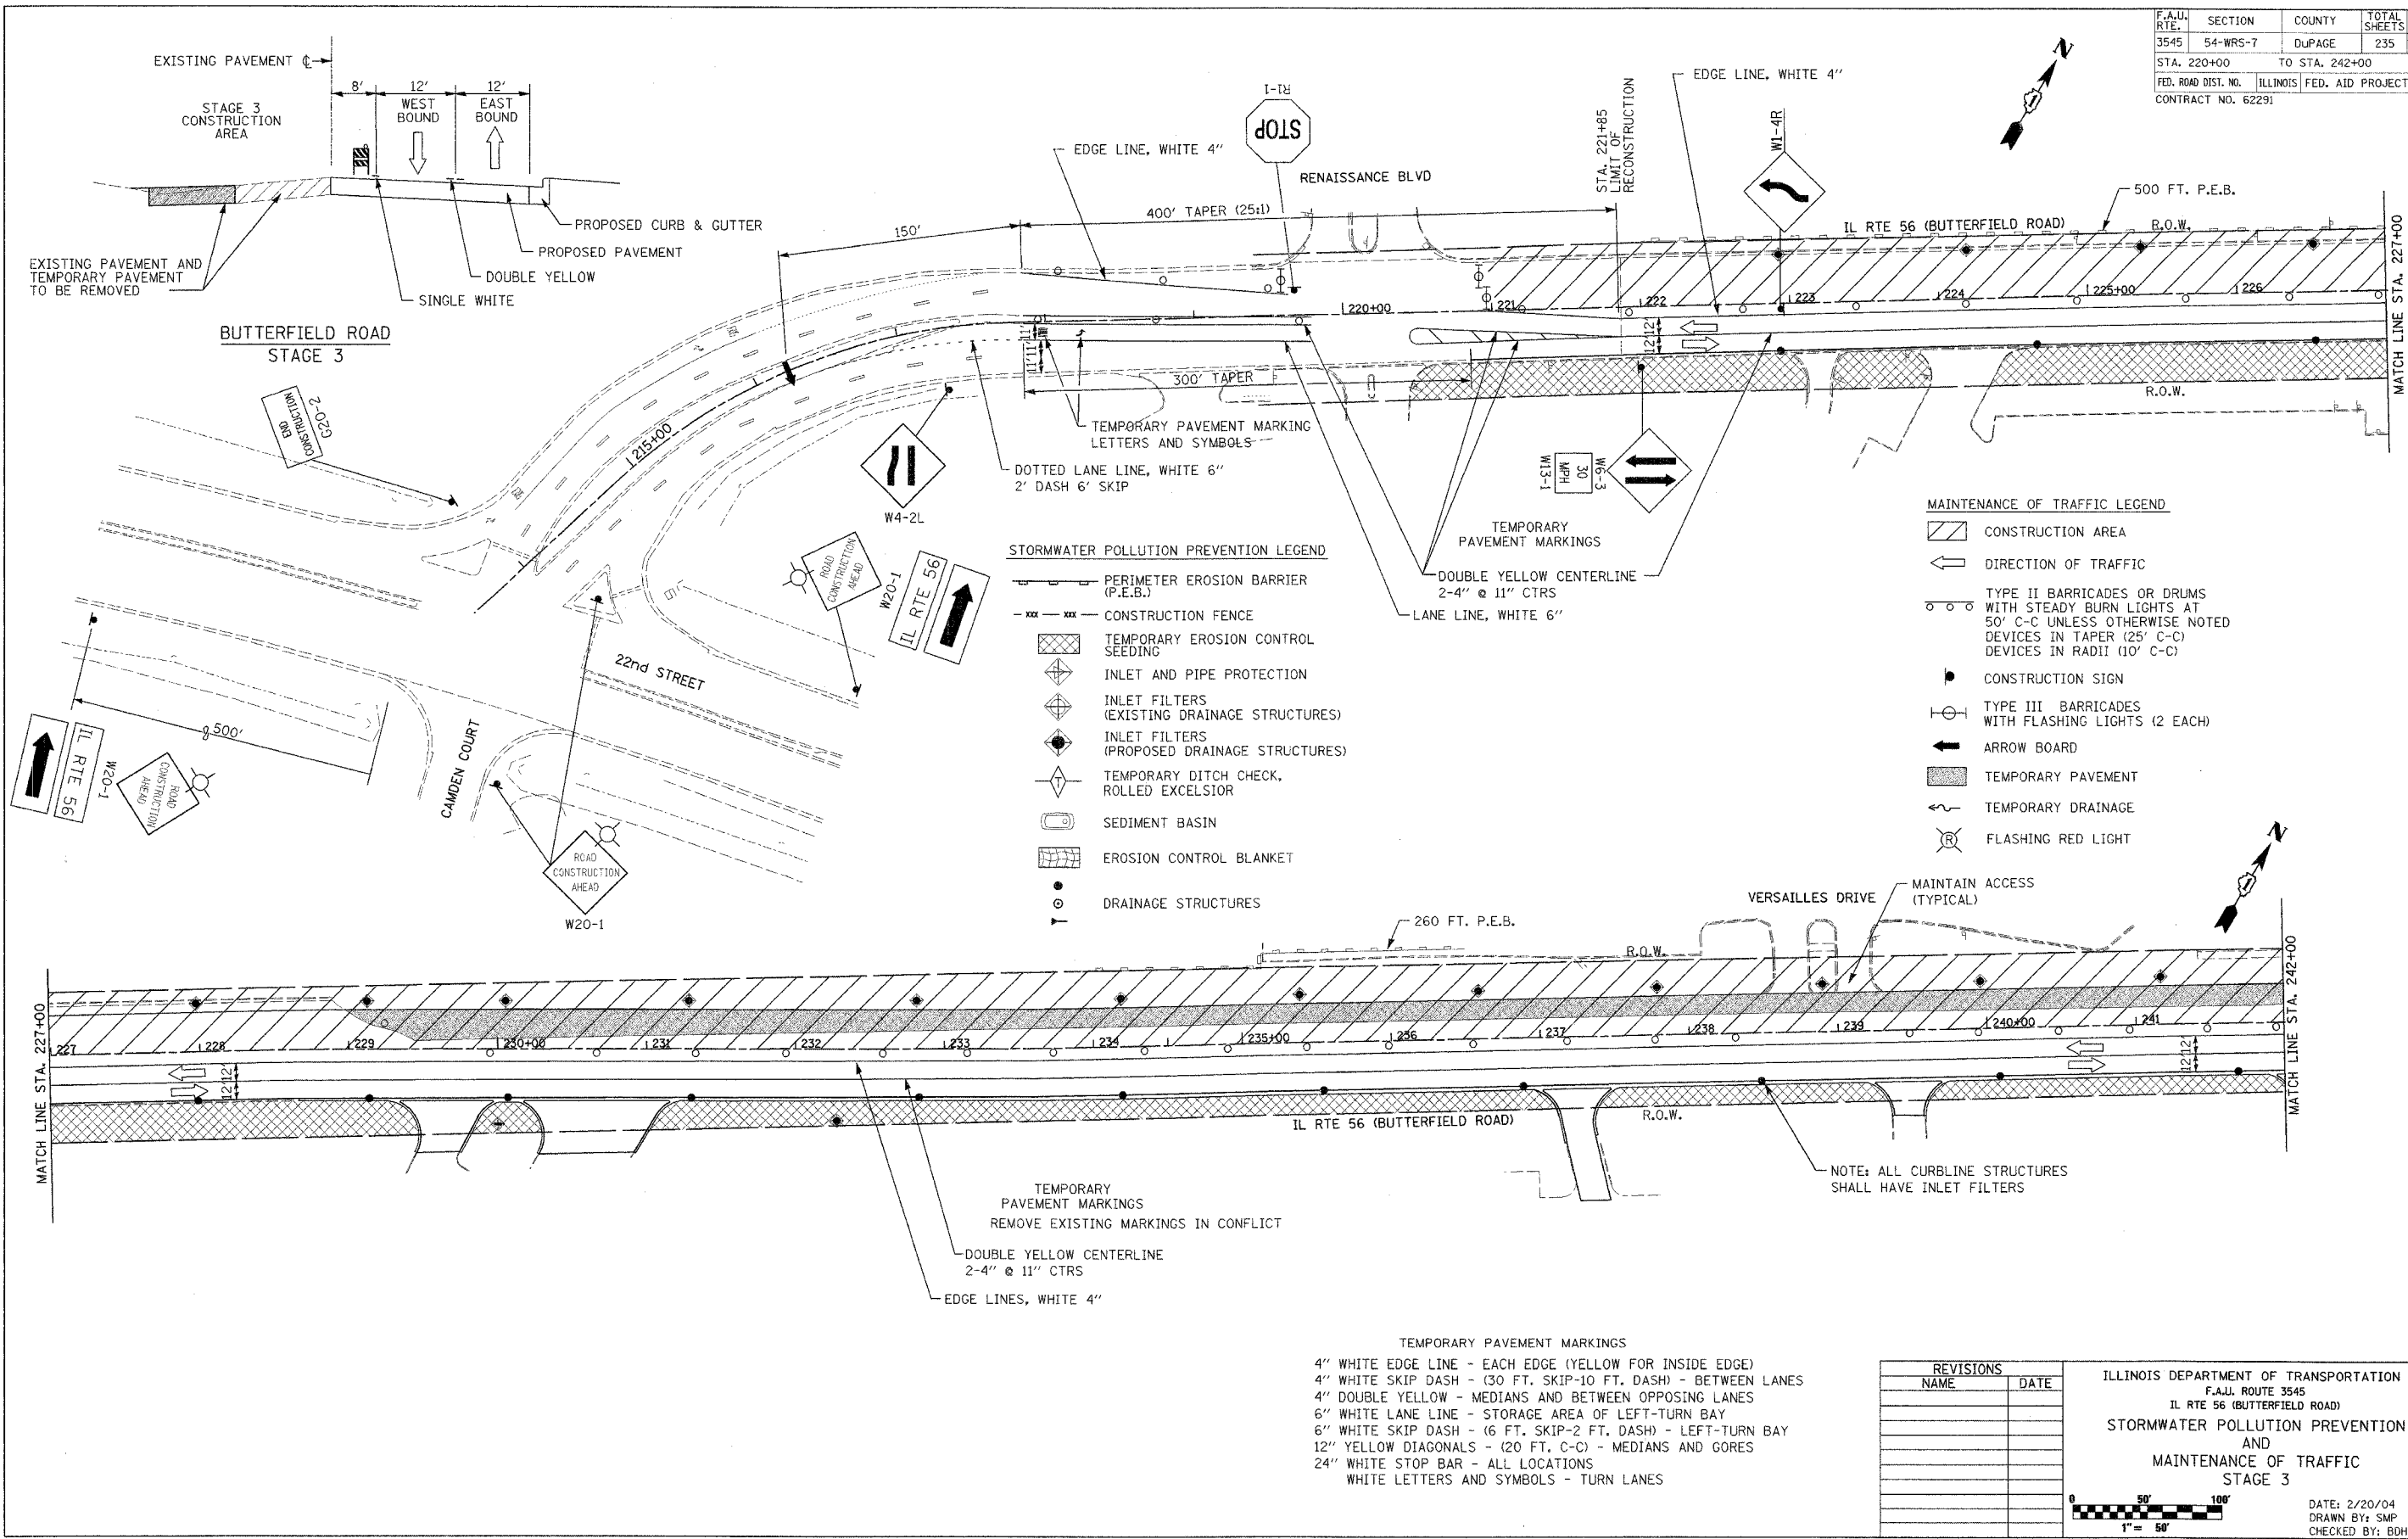 F.A.U. RTE. SECTION COUNTY TOTAL SHEETS
3545 54-WRS-7 DuPAGE 235
STA. 220+00 TO STA. 242+00
FED. ROAD DIST. NO. ILLINOIS FED. AID PROJECT
CONTRACT NO. 62291
N
EXISTING PAVEMENT ℄
8' 12' 12'
WEST BOUND
EAST BOUND
STAGE 3
CONSTRUCTION
AREA
PROPOSED CURB & GUTTER
PROPOSED PAVEMENT
DOUBLE YELLOW
SINGLE WHITE
EXISTING PAVEMENT AND
TEMPORARY PAVEMENT
TO BE REMOVED
BUTTERFIELD ROAD
STAGE 3
R1-1
STOP
RENAISSANCE BLVD
EDGE LINE, WHITE 4"
400' TAPER (25:1)
150'
STA. 221+85
LIMIT OF
RECONSTRUCTION
EDGE LINE, WHITE 4"
W1-4R
500 FT. P.E.B.
IL RTE 56 (BUTTERFIELD ROAD)
R.O.W.
220+00 221 222 223 224 225+00 226
MATCH LINE STA. 227+00
11' 11'
12' 12'
12' 12'
300' TAPER
R.O.W.
215+00
TEMPORARY PAVEMENT MARKING
LETTERS AND SYMBOLS
DOTTED LANE LINE, WHITE 6"
2' DASH 6' SKIP
W4-2L
W13-1
30 MPH
W6-3
TEMPORARY
PAVEMENT MARKINGS
DOUBLE YELLOW CENTERLINE
2-4" @ 11" CTRS
LANE LINE, WHITE 6"
G20-2
END CONSTRUCTION
ROAD CONSTRUCTION AHEAD
W20-1
IL RTE 56
22nd STREET
CAMDEN COURT
500'
IL RTE 56
W20-1
ROAD CONSTRUCTION AHEAD
ROAD
CONSTRUCTION
AHEAD
W20-1
STORMWATER POLLUTION PREVENTION LEGEND
PERIMETER EROSION BARRIER
(P.E.B.)
XXX XXX CONSTRUCTION FENCE
TEMPORARY EROSION CONTROL
SEEDING
INLET AND PIPE PROTECTION
INLET FILTERS
(EXISTING DRAINAGE STRUCTURES)
INLET FILTERS
(PROPOSED DRAINAGE STRUCTURES)
T TEMPORARY DITCH CHECK,
ROLLED EXCELSIOR
SEDIMENT BASIN
EROSION CONTROL BLANKET
DRAINAGE STRUCTURES
MAINTENANCE OF TRAFFIC LEGEND
CONSTRUCTION AREA
DIRECTION OF TRAFFIC
TYPE II BARRICADES OR DRUMS
WITH STEADY BURN LIGHTS AT
50' C-C UNLESS OTHERWISE NOTED
DEVICES IN TAPER (25' C-C)
DEVICES IN RADII (10' C-C)
CONSTRUCTION SIGN
TYPE III BARRICADES
WITH FLASHING LIGHTS (2 EACH)
ARROW BOARD
TEMPORARY PAVEMENT
TEMPORARY DRAINAGE
R FLASHING RED LIGHT
N
VERSAILLES DRIVE
MAINTAIN ACCESS
(TYPICAL)
260 FT. P.E.B.
R.O.W.
MATCH LINE STA. 227+00
227 228 229 230+00 231 232 233 234 235+00 236 237 238 239 240+00 241
MATCH LINE STA. 242+00
12' 12'
12' 12'
IL RTE 56 (BUTTERFIELD ROAD)
R.O.W.
NOTE: ALL CURBLINE STRUCTURES
SHALL HAVE INLET FILTERS
TEMPORARY
PAVEMENT MARKINGS
REMOVE EXISTING MARKINGS IN CONFLICT
DOUBLE YELLOW CENTERLINE
2-4" @ 11" CTRS
EDGE LINES, WHITE 4"
TEMPORARY PAVEMENT MARKINGS
4" WHITE EDGE LINE - EACH EDGE (YELLOW FOR INSIDE EDGE)
4" WHITE SKIP DASH - (30 FT. SKIP-10 FT. DASH) - BETWEEN LANES
4" DOUBLE YELLOW - MEDIANS AND BETWEEN OPPOSING LANES
6" WHITE LANE LINE - STORAGE AREA OF LEFT-TURN BAY
6" WHITE SKIP DASH - (6 FT. SKIP-2 FT. DASH) - LEFT-TURN BAY
12" YELLOW DIAGONALS - (20 FT. C-C) - MEDIANS AND GORES
24" WHITE STOP BAR - ALL LOCATIONS
WHITE LETTERS AND SYMBOLS - TURN LANES
REVISIONS
NAME DATE
ILLINOIS DEPARTMENT OF TRANSPORTATION
F.A.U. ROUTE 3545
IL RTE 56 (BUTTERFIELD ROAD)
STORMWATER POLLUTION PREVENTION
AND
MAINTENANCE OF TRAFFIC
STAGE 3
0 50' 100'
1" = 50'
DATE: 2/20/04
DRAWN BY: SMP
CHECKED BY: BDH